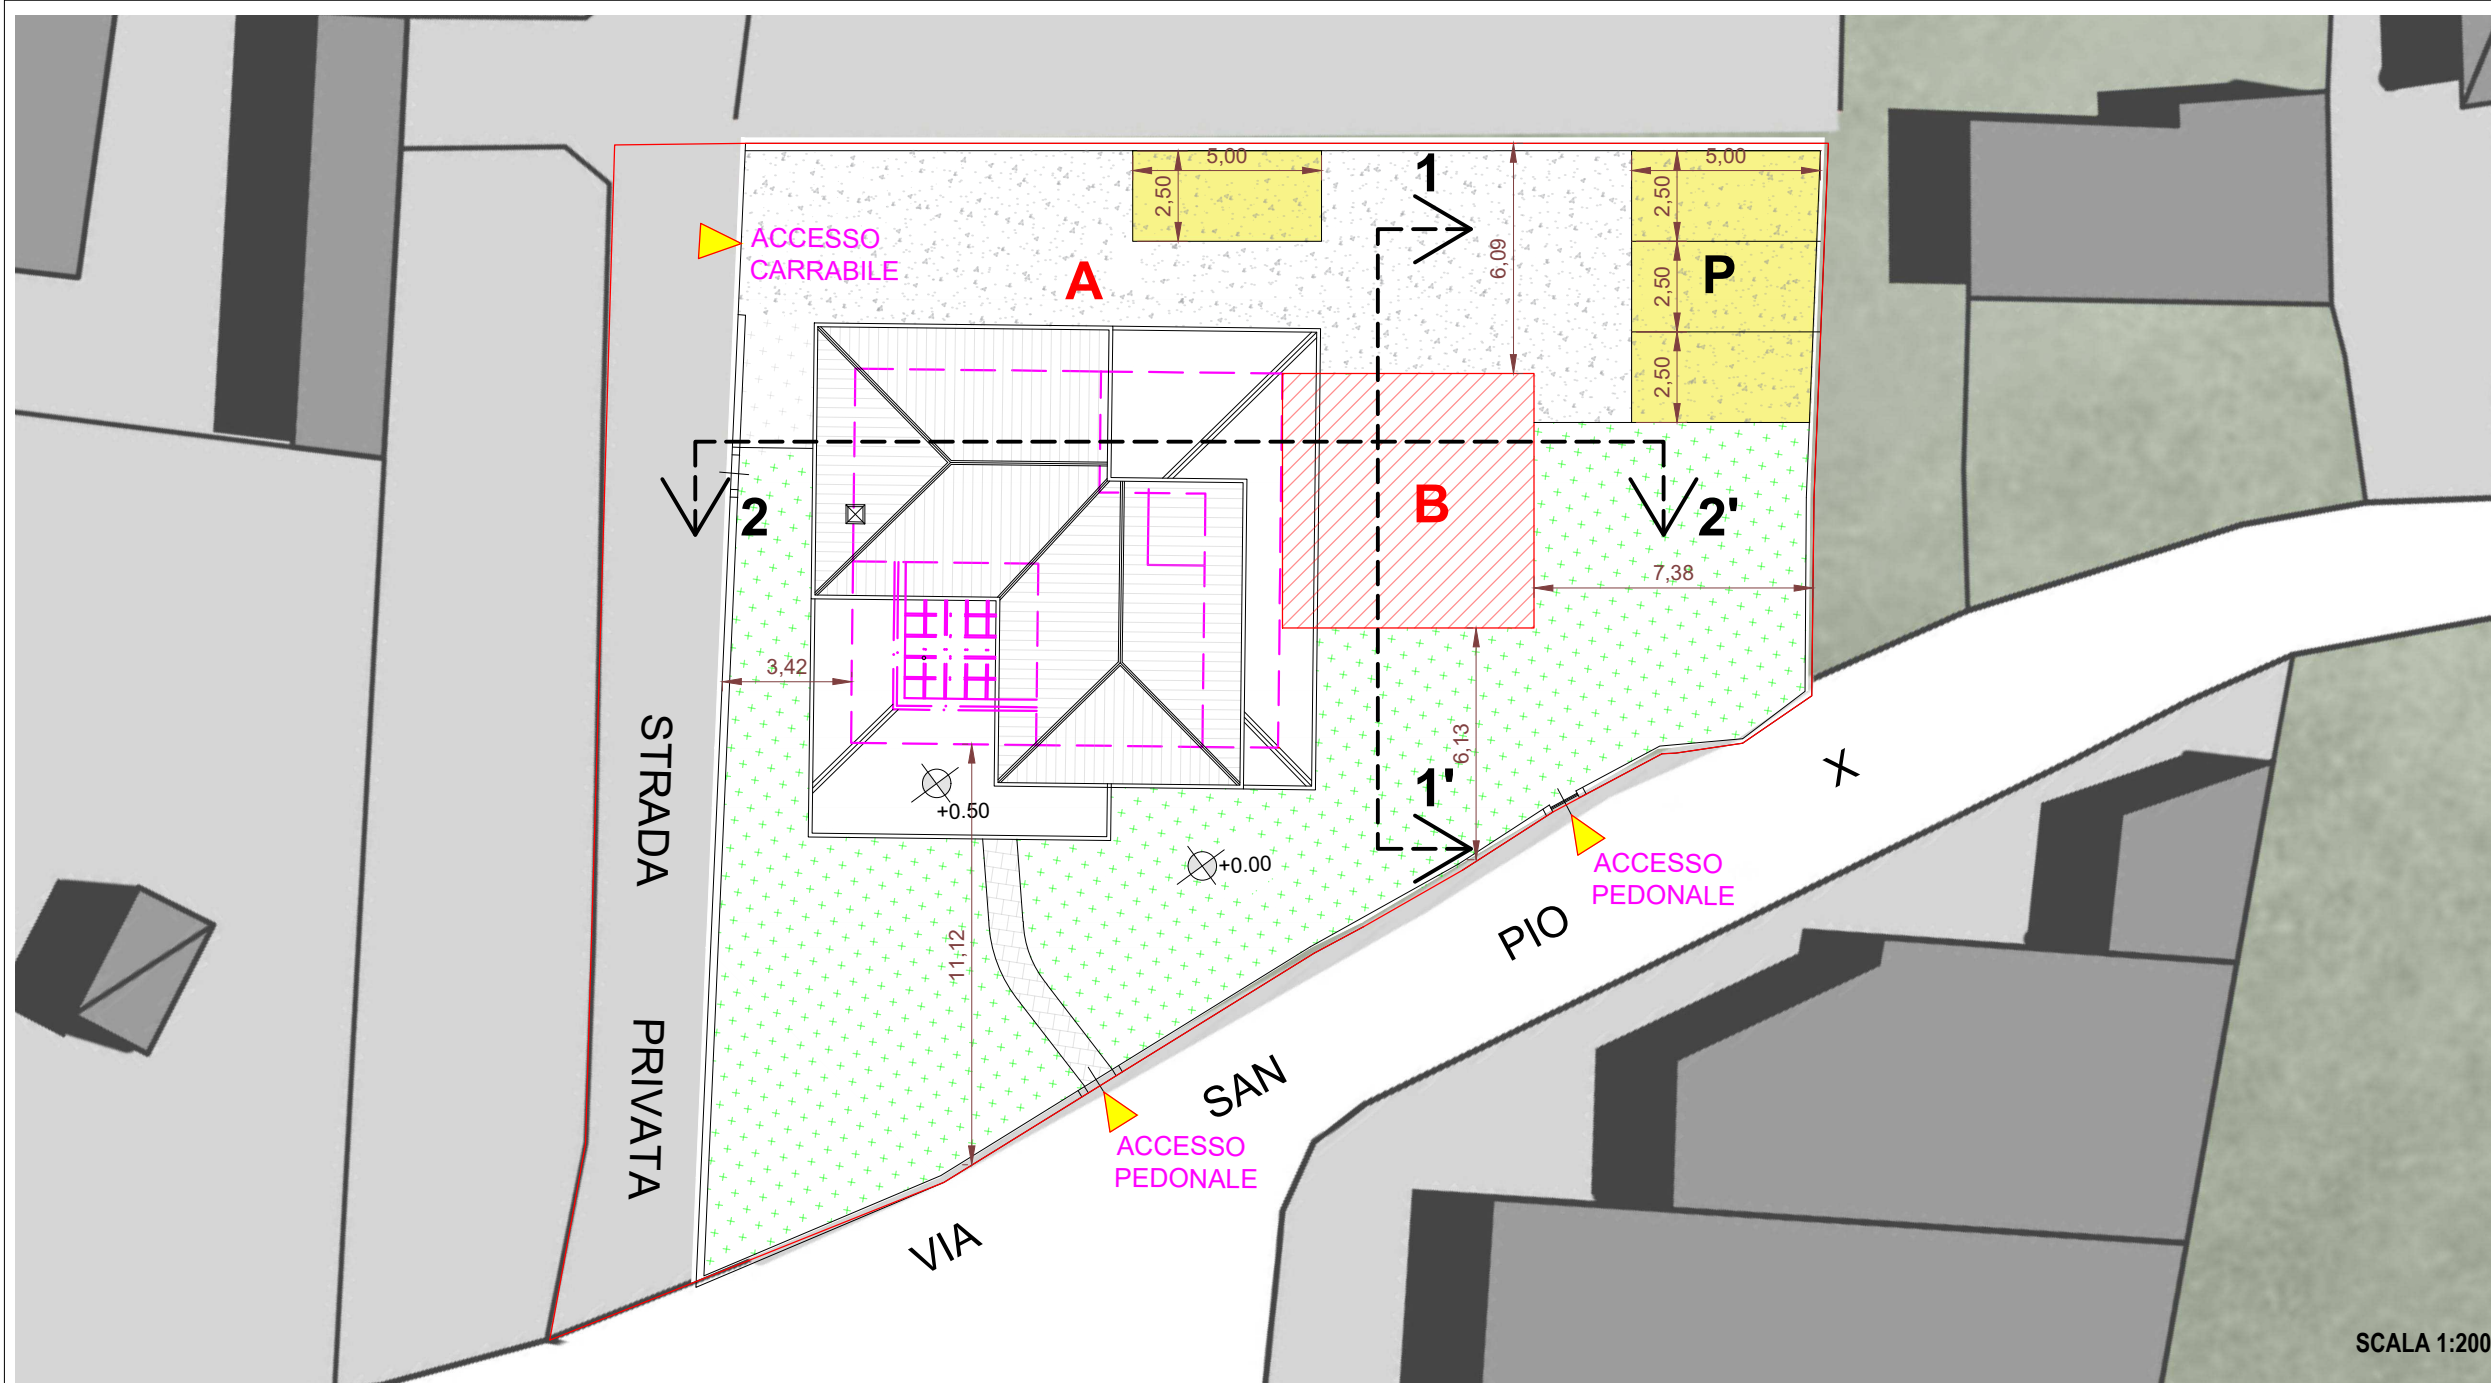 5,00
1
5,00
2,50
2,50
ACCESSO
CARRABILE
6,09
A
P
2,50
2,50
2
B
2'
7,38
3,42
STRADA
6,13
X
1'
+0.50
+0.00
ACCESSO
PEDONALE
PIO
11,12
PRIVATA
SAN
ACCESSO
PEDONALE
VIA
SCALA 1:200